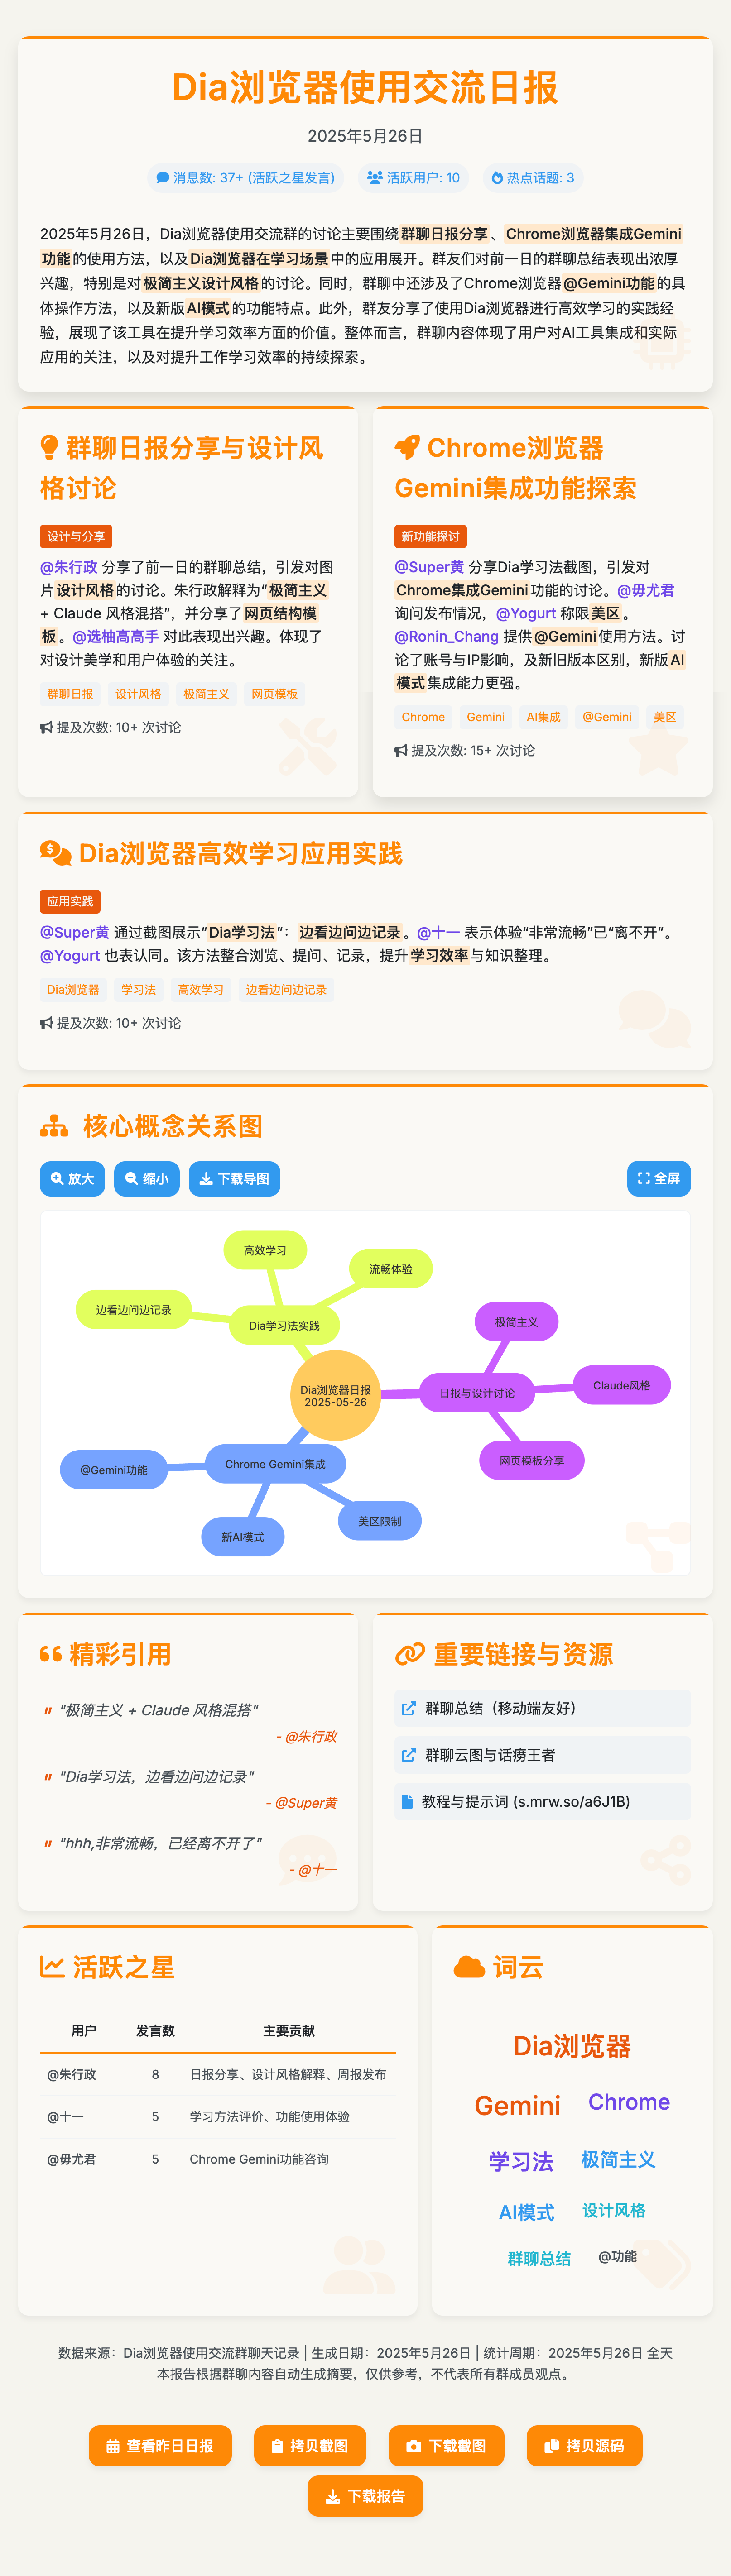 Dia浏览器使用交流日报
2025年5月26日
消息数: 37+ (活跃之星发言)
活跃用户: 10
热点话题: 3
2025年5月26日，Dia浏览器使用交流群的讨论主要围绕群聊日报分享、Chrome浏览器集成Gemini
功能的使用方法，以及Dia浏览器在学习场景中的应用展开。群友们对前一日的群聊总结表现出浓厚
兴趣，特别是对极简主义设计风格的讨论。同时，群聊中还涉及了Chrome浏览器@Gemini功能的具
体操作方法，以及新版AI模式的功能特点。此外，群友分享了使用Dia浏览器进行高效学习的实践经
验，展现了该工具在提升学习效率方面的价值。整体而言，群聊内容体现了用户对AI工具集成和实际
应用的关注，以及对提升工作学习效率的持续探索。
群聊日报分享与设计风
格讨论
设计与分享
@朱行政 分享了前一日的群聊总结，引发对图
片设计风格的讨论。朱行政解释为“极简主义
+ Claude 风格混搭”，并分享了网页结构模
板。@选柚高高手 对此表现出兴趣。体现了
对设计美学和用户体验的关注。
群聊日报
设计风格
极简主义
网页模板
提及次数: 10+ 次讨论
Chrome浏览器
Gemini集成功能探索
新功能探讨
@Super黄 分享Dia学习法截图，引发对
Chrome集成Gemini功能的讨论。@毋尤君
询问发布情况，@Yogurt 称限美区。
@Ronin_Chang 提供@Gemini使用方法。讨
论了账号与IP影响，及新旧版本区别，新版AI
模式集成能力更强。
Chrome
Gemini
AI集成
@Gemini
美区
提及次数: 15+ 次讨论
Dia浏览器高效学习应用实践
应用实践
@Super黄 通过截图展示“Dia学习法”：边看边问边记录。@十一 表示体验“非常流畅”已“离不开”。
@Yogurt 也表认同。该方法整合浏览、提问、记录，提升学习效率与知识整理。
Dia浏览器
学习法
高效学习
边看边问边记录
提及次数: 10+ 次讨论
核心概念关系图
放大
缩小
下载导图
全屏
高效学习
流畅体验
边看边问边记录
Dia学习法实践
极简主义
Dia浏览器日报
2025-05-26
日报与设计讨论
Claude风格
网页模板分享
@Gemini功能
Chrome Gemini集成
美区限制
新AI模式
精彩引用
"极简主义 + Claude 风格混搭"
- @朱行政
"Dia学习法，边看边问边记录"
- @Super黄
"hhh,非常流畅，已经离不开了"
- @十一
重要链接与资源
群聊总结（移动端友好）
群聊云图与话痨王者
教程与提示词 (s.mrw.so/a6J1B)
活跃之星
用户 发言数 主要贡献
@朱行政 8 日报分享、设计风格解释、周报发布
@十一 5 学习方法评价、功能使用体验
@毋尤君 5 Chrome Gemini功能咨询
词云
Dia浏览器
Gemini Chrome
学习法 极简主义
AI模式 设计风格
群聊总结 @功能
数据来源：Dia浏览器使用交流群聊天记录 | 生成日期：2025年5月26日 | 统计周期：2025年5月26日 全天
本报告根据群聊内容自动生成摘要，仅供参考，不代表所有群成员观点。
查看昨日日报
拷贝截图
下载截图
拷贝源码
下载报告